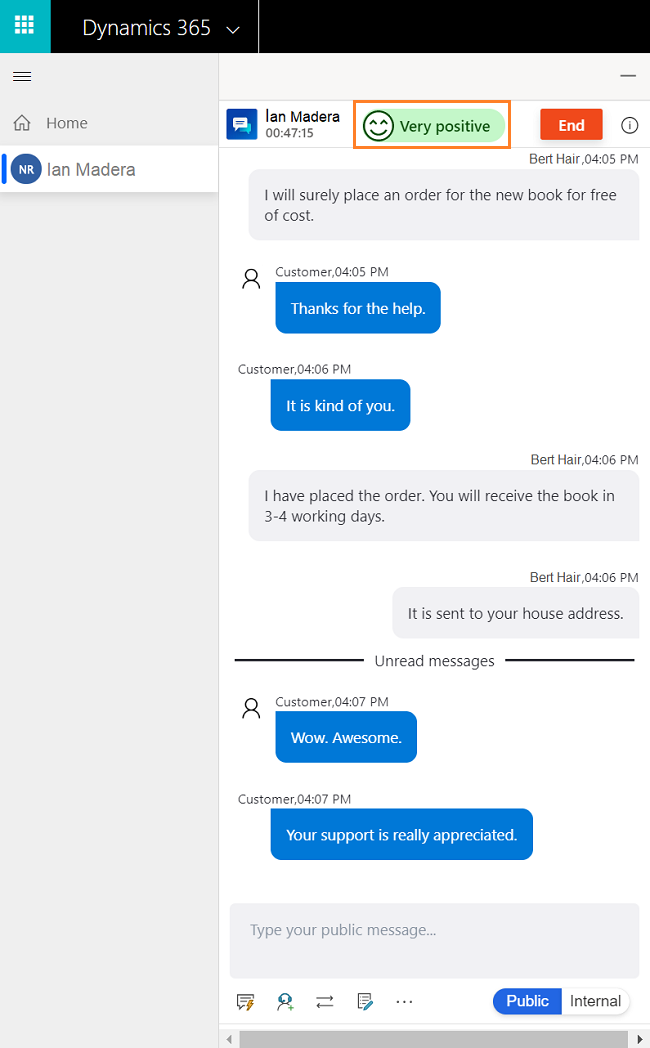 Dynamics 365
Home
NR
Ian Madera
Ian Madera
00:47:15
Very positive
End
Bert Hair,04:05 PM
I will surely place an order for the new book for free
of cost.
Customer,04:05 PM
Thanks for the help.
Customer,04:06 PM
It is kind of you.
Bert Hair,04:06 PM
I have placed the order. You will receive the book in
3-4 working days.
Bert Hair,04:06 PM
It is sent to your house address.
Unread messages
Customer,04:07 PM
Wow. Awesome.
Customer,04:07 PM
Your support is really appreciated.
Type your public message...
Public
Internal